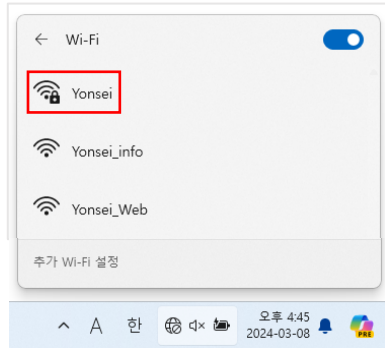 ← Wi-Fi
Yonsei
Yonsei_info
Yonsei_Web
추가 Wi-Fi 설정
A 한 오후 4:45
2024-03-08
PRE